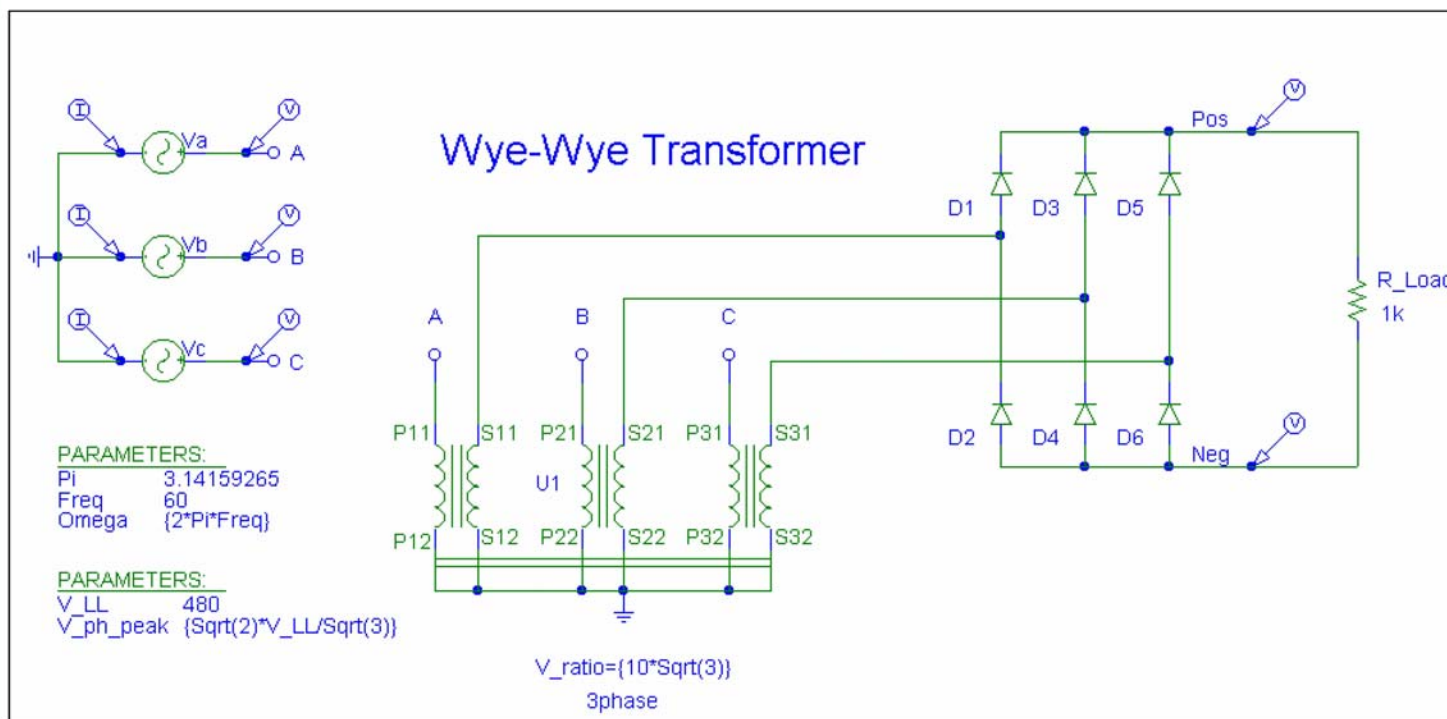 Wye-Wye Transformer
I
V
Va
A
I
V
Vb
B
I
V
Vc
C
PARAMETERS:
Pi 3.14159265
Freq 60
Omega {2*Pi*Freq}
PARAMETERS:
V_LL 480
V_ph_peak {Sqrt(2)*V_LL/Sqrt(3)}
A B C
P11 S11 P21 S21 P31 S31
U1
P12 S12 P22 S22 P32 S32
V_ratio={10*Sqrt(3)}
3phase
V
Pos
D1 D3 D5
R_Load
1k
D2 D4 D6
V
Neg